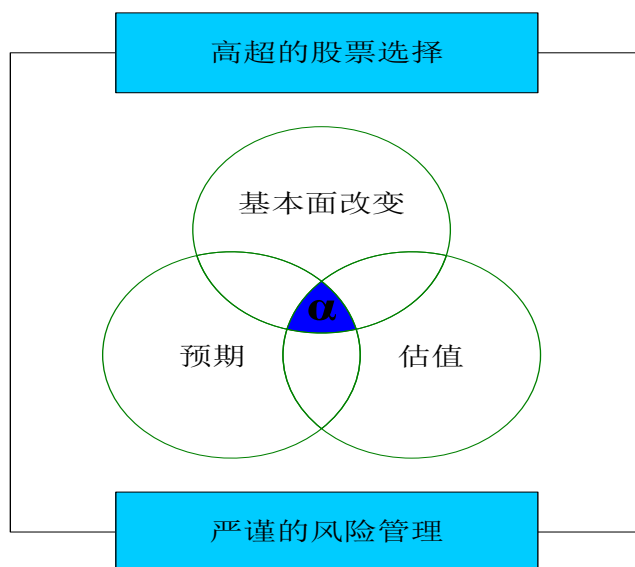 高超的股票选择
基本面改变
α
预期
估值
严谨的风险管理